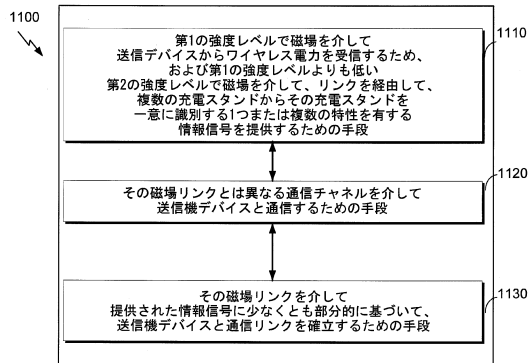 1100
第1の強度レベルで磁場を介して
送信デバイスからワイヤレス電力を受信するため、
および第1の強度レベルよりも低い
第2の強度レベルで磁場を介して、リンクを経由して、
複数の充電スタンドからその充電スタンドを
一意に識別する1つまたは複数の特性を有する
情報信号を提供するための手段
1110
その磁場リンクとは異なる通信チャネルを介して
送信機デバイスと通信するための手段
1120
その磁場リンクを介して
提供された情報信号に少なくとも部分的に基づいて、
送信機デバイスと通信リンクを確立するための手段
1130